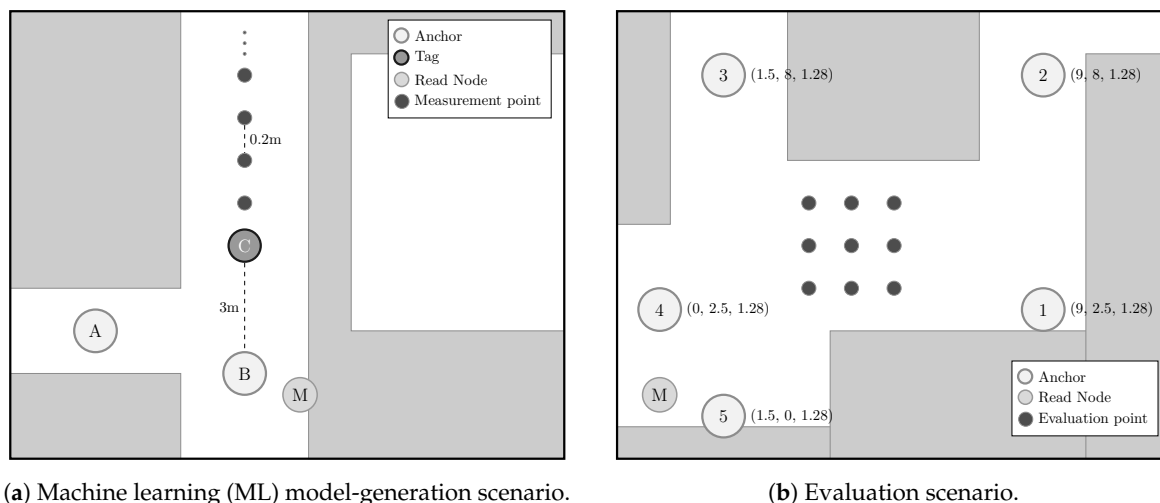 Anchor
Tag
Read Node
Measurement point
0.2m
C
3m
A
B
M
3 (1.5, 8, 1.28)
2 (9, 8, 1.28)
4 (0, 2.5, 1.28)
1 (9, 2.5, 1.28)
M
5 (1.5, 0, 1.28)
Anchor
Read Node
Evaluation point
(a) Machine learning (ML) model-generation scenario.
(b) Evaluation scenario.